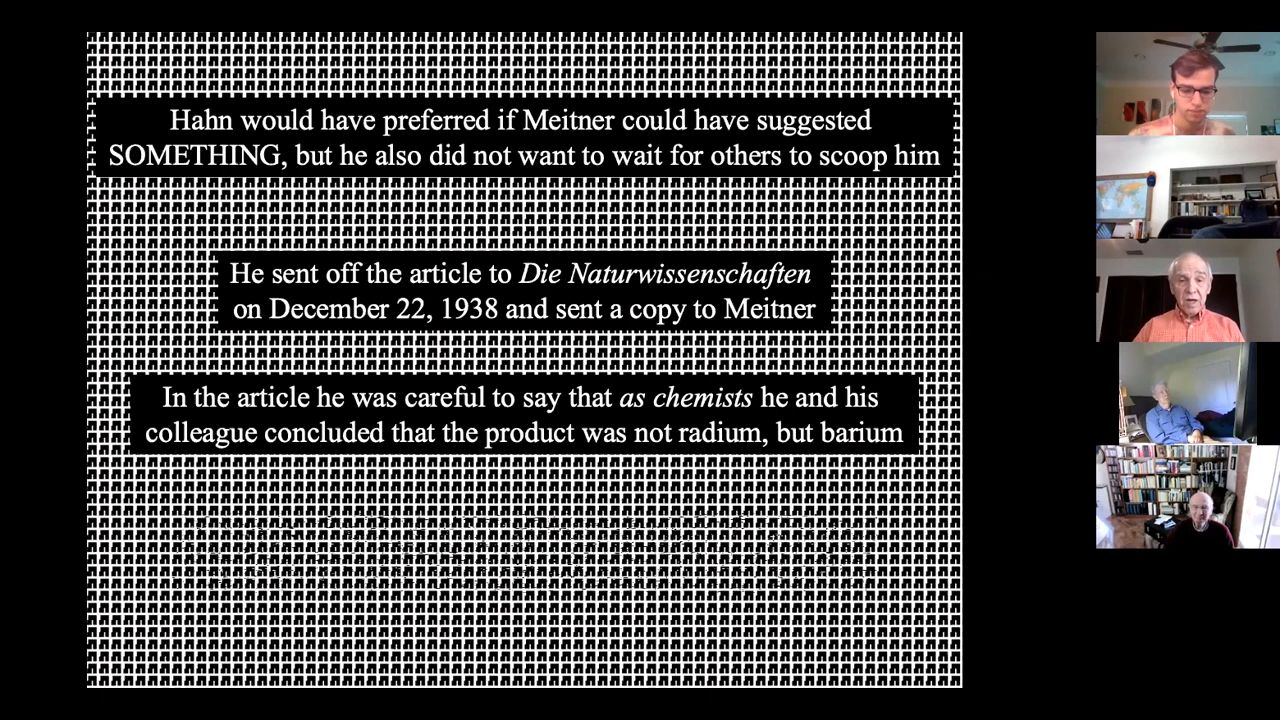 Hahn would have preferred if Meitner could have suggested
SOMETHING, but he also did not want to wait for others to scoop him
He sent off the article to Die Naturwissenschaften
on December 22, 1938 and sent a copy to Meitner
In the article he was careful to say that as chemists he and his
colleague concluded that the product was not radium, but barium